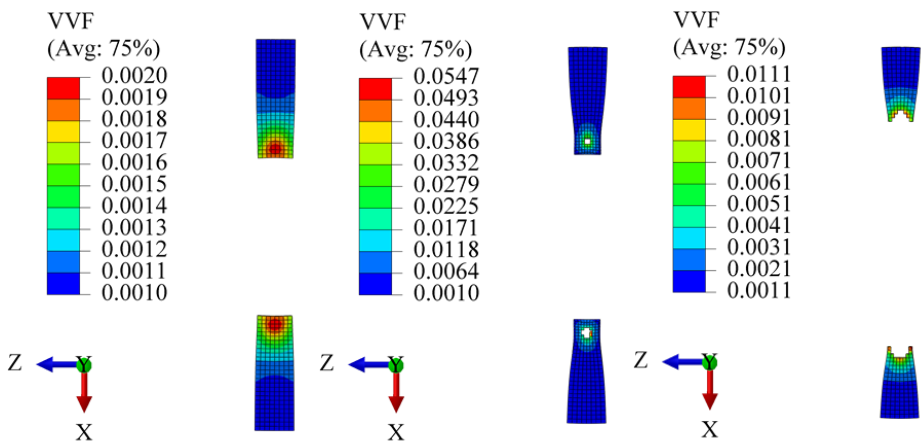 VVF
(Avg: 75%)
0.0020
0.0019
0.0018
0.0017
0.0016
0.0015
0.0014
0.0013
0.0012
0.0011
0.0010
Z
Y
X
VVF
(Avg: 75%)
0.0547
0.0493
0.0440
0.0386
0.0332
0.0279
0.0225
0.0171
0.0118
0.0064
0.0010
Z
Y
X
VVF
(Avg: 75%)
0.0111
0.0101
0.0091
0.0081
0.0071
0.0061
0.0051
0.0041
0.0031
0.0021
0.0011
Z
Y
X